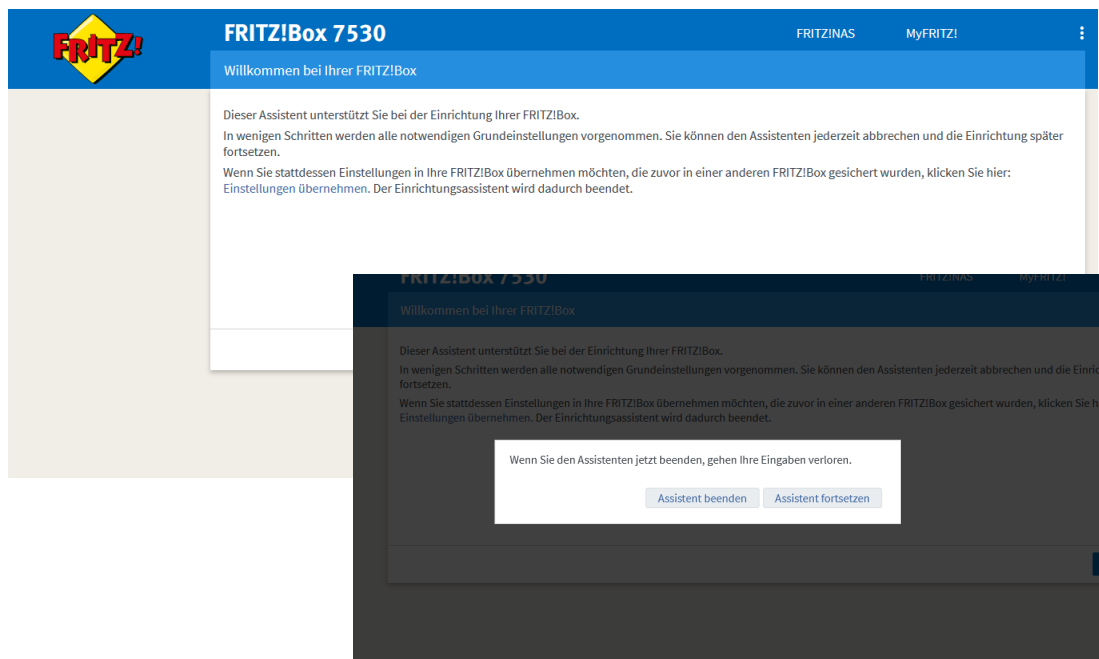 FRITZ!
FRITZ!Box 7530
FRITZ!NAS
MyFRITZ!
Willkommen bei Ihrer FRITZ!Box
Dieser Assistent unterstützt Sie bei der Einrichtung Ihrer FRITZ!Box.
In wenigen Schritten werden alle notwendigen Grundeinstellungen vorgenommen. Sie können den Assistenten jederzeit abbrechen und die Einrichtung später
fortsetzen.
Wenn Sie stattdessen Einstellungen in Ihre FRITZ!Box übernehmen möchten, die zuvor in einer anderen FRITZ!Box gesichert wurden, klicken Sie hier:
Einstellungen übernehmen. Der Einrichtungsassistent wird dadurch beendet.
FRITZ!Box 7530
FRITZ!NAS
MyFRITZ!
Willkommen bei Ihrer FRITZ!Box
Dieser Assistent unterstützt Sie bei der Einrichtung Ihrer FRITZ!Box.
In wenigen Schritten werden alle notwendigen Grundeinstellungen vorgenommen. Sie können den Assistenten jederzeit abbrechen und die Einric
fortsetzen.
Wenn Sie stattdessen Einstellungen in Ihre FRITZ!Box übernehmen möchten, die zuvor in einer anderen FRITZ!Box gesichert wurden, klicken Sie h
Einstellungen übernehmen. Der Einrichtungsassistent wird dadurch beendet.
Wenn Sie den Assistenten jetzt beenden, gehen Ihre Eingaben verloren.
Assistent beenden
Assistent fortsetzen